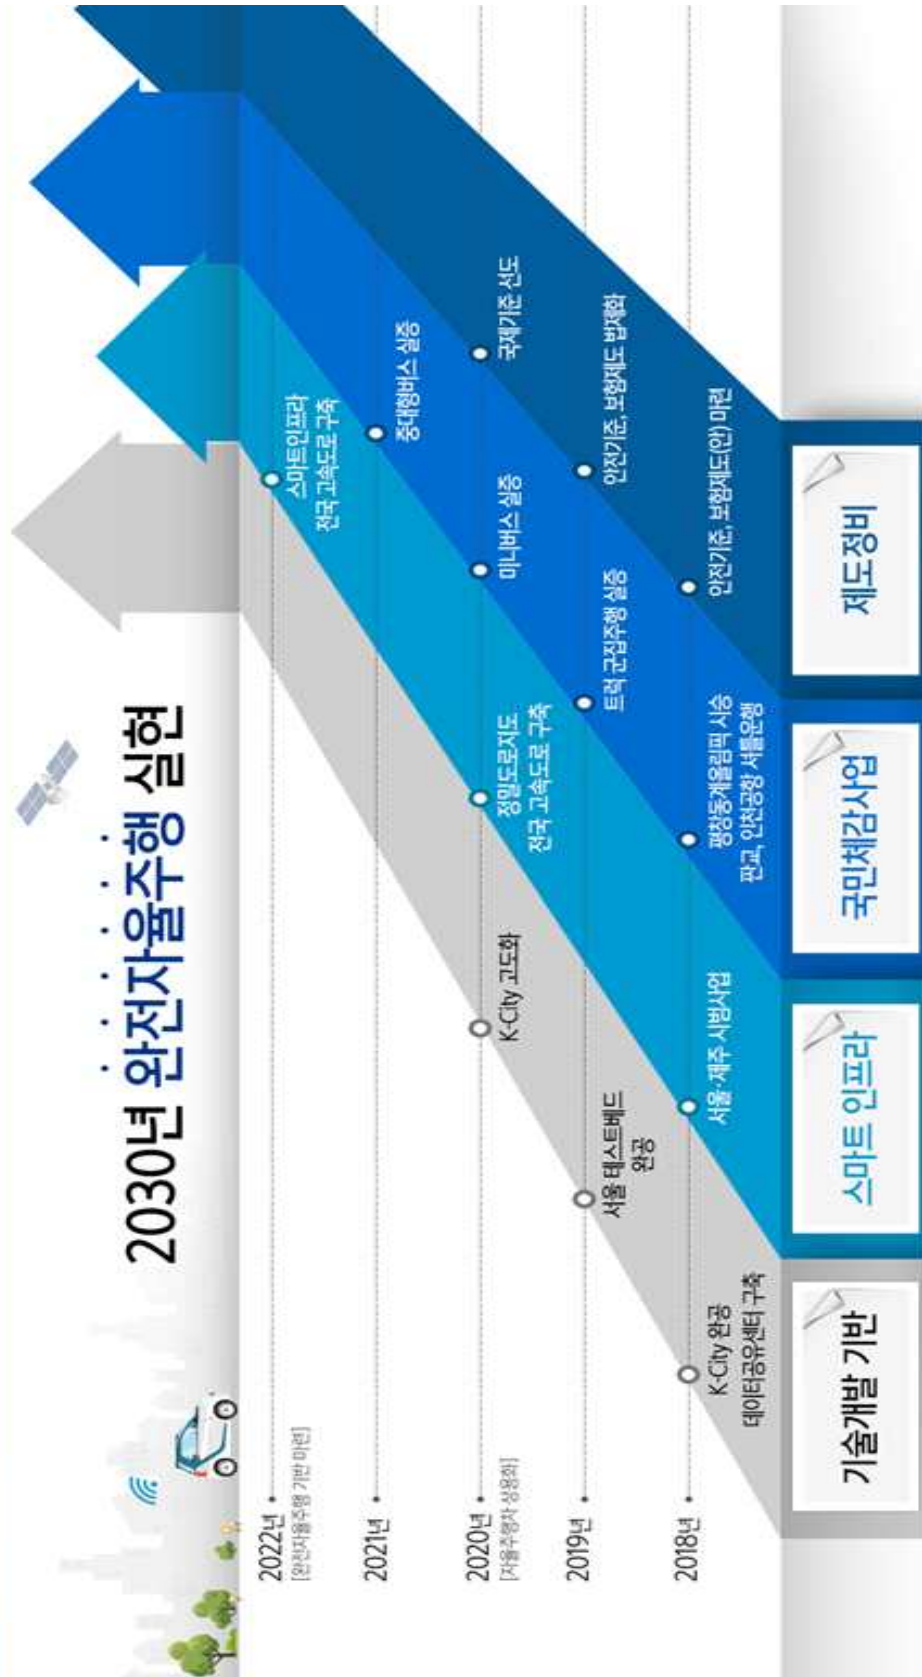 2030년 완전자율주행 실현
2022년
[완전자율주행 기반 마련]
스마트인프라
전국 고속도로 구축
2021년
중대형버스 실증
2020년
[자율주행차 상용화]
K-City 고도화
정밀도로지도
전국 고속도로 구축
미니버스 실증
국제기준 선도
2019년
서울 테스트베드
완공
트럭 군집주행 실증
안전기준, 보험제도 법제화
2018년
K-City 완공
데이터공유센터 구축
서울·제주 시범사업
평창동계올림픽 시승
판교, 인천공항 셔틀운행
안전기준, 보험제도(안) 마련
기술개발 기반
스마트 인프라
국민체감사업
제도정비